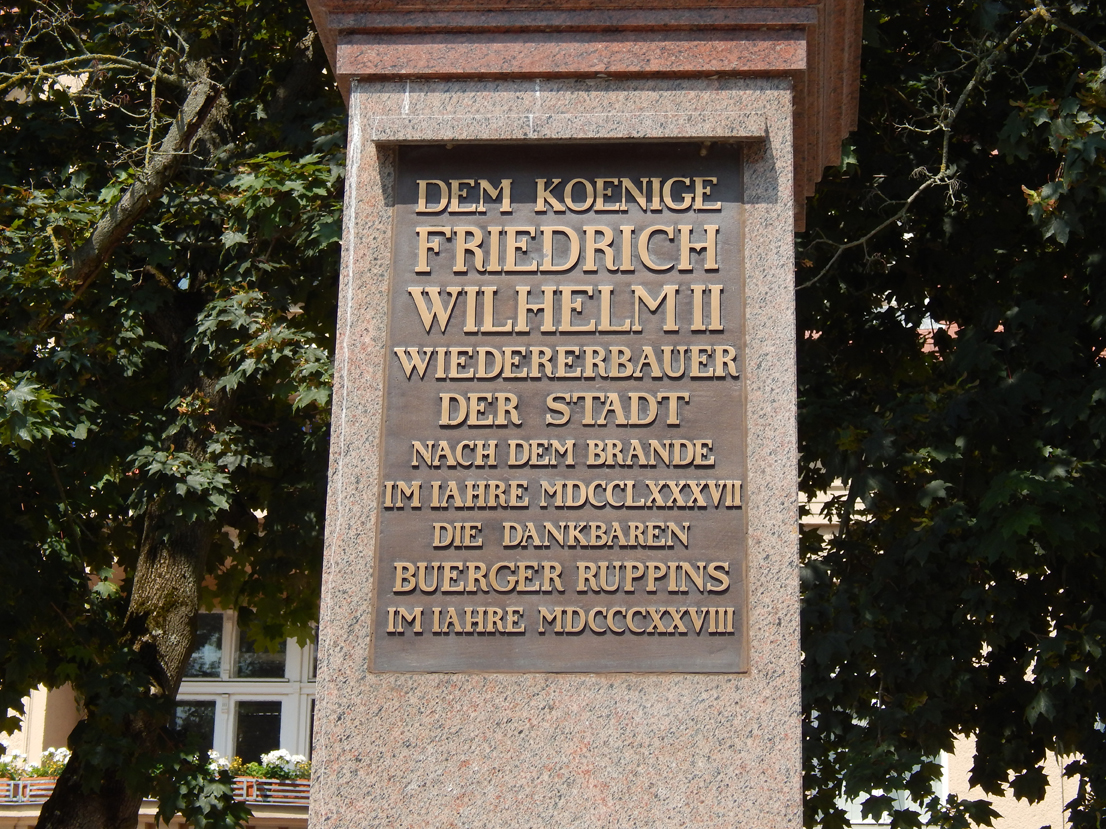 DEM KOENIGE
FRIEDRICH
WILHELM II
WIEDERERBAUER
DER STADT
NACH DEM BRANDE
IM IAHRE MDCCLXXXVII
DIE DANKBAREN
BUERGER RUPPINS
IM IAHRE MDCCCXXVIII